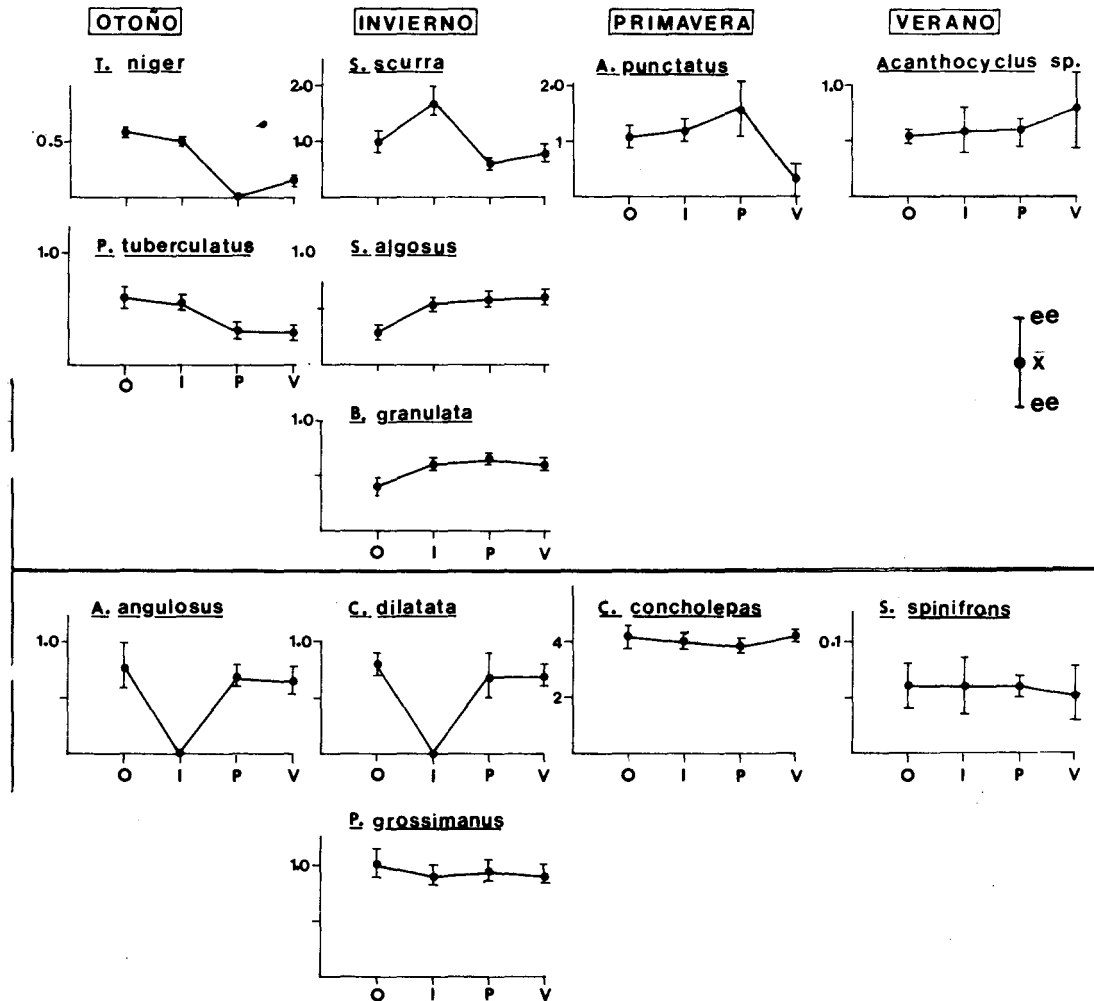 OTOÑO INVIERNO PRIMAVERA VERANO
T. niger S. scurra A. punctatus Acanthocyclus sp.
2.0 2.0 1.0
0.5 1.0 1
O I P V O I P V
P. tuberculatus S. algosus
1.0 1.0
ee
x̄
ee
O I P V
B. granulata
1.0
O I P V
A. angulosus C. dilatata C. concholepas S. spinifrons
1.0 1.0 4 0.1
2
O I P V O I P V O I P V O I P V
P. grossimanus
1.0
O I P V